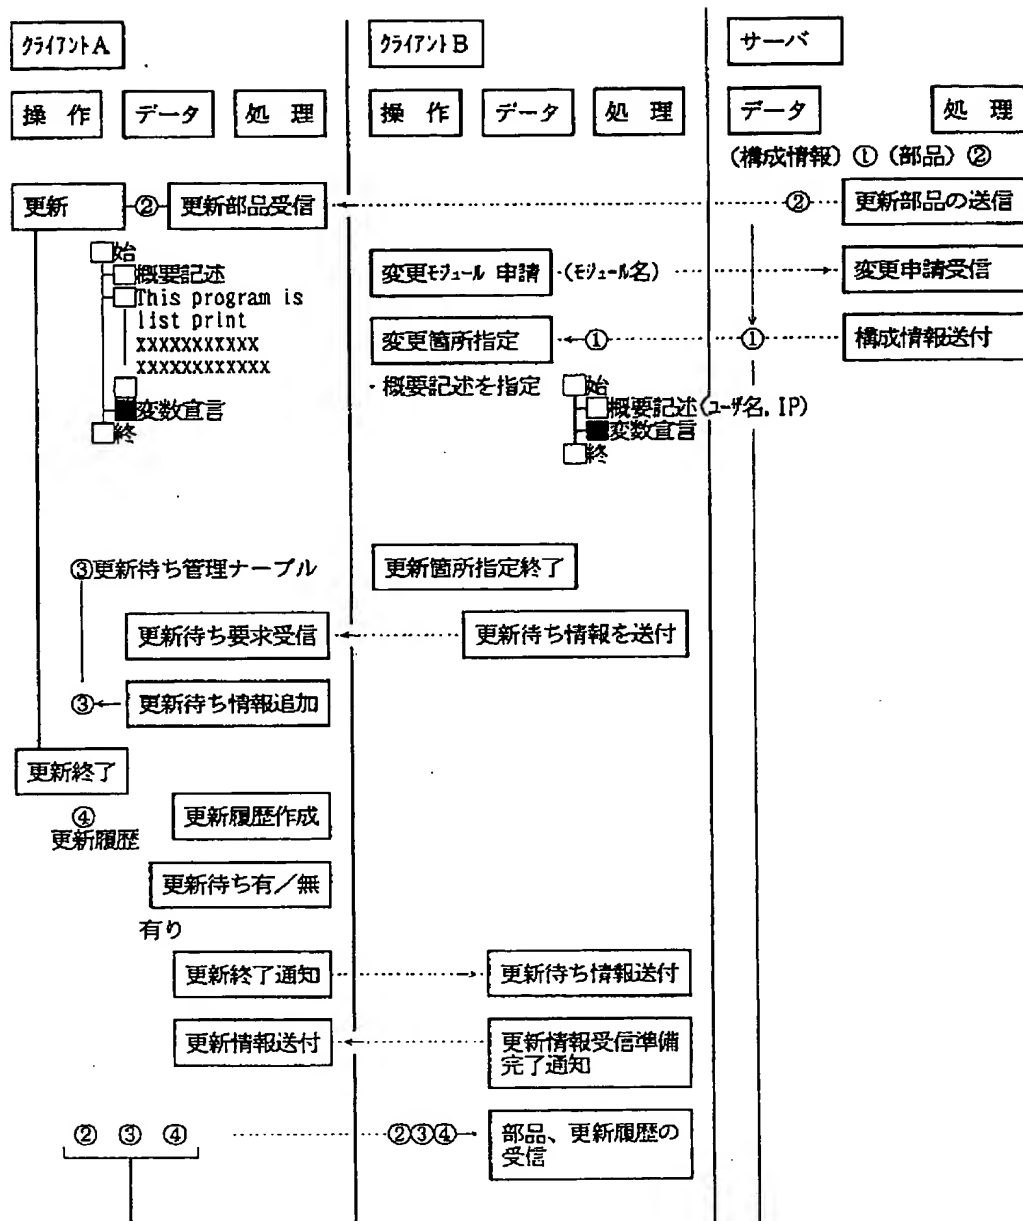 クライアントA
クライアントB
サーバ
操 作
データ
処 理
操 作
データ
処 理
データ
処 理
(構成情報) ① (部品) ②
更新
②
更新部品受信
②
更新部品の送信
始
概要記述
This program is
list print
XXXXXXXXXXX
XXXXXXXXXXXX
変数宣言
終
変更モジュール 申請
(モジュール名)
変更申請受信
変更箇所指定
①
①
構成情報送付
・概要記述を指定
始
概要記述(ユーザ名, IP)
変数宣言
終
③更新待ち管理ナーブル
更新箇所指定終了
更新待ち要求受信
更新待ち情報を送付
③
更新待ち情報追加
更新終了
④
更新履歴
更新履歴作成
更新待ち有/無
有り
更新終了通知
更新待ち情報送付
更新情報送付
更新情報受信準備
完了通知
② ③ ④
②③④
部品、更新履歴の
受信